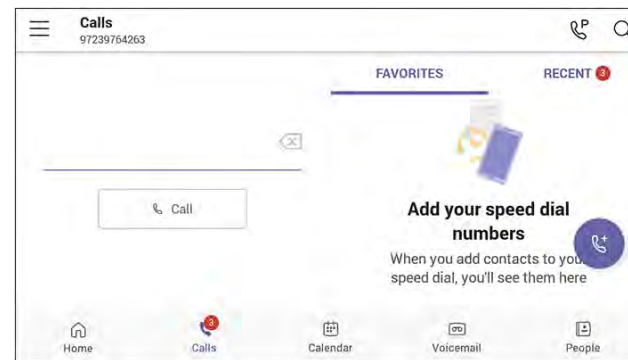 Calls
97239764263
P
FAVORITES
RECENT 3
Call
Add your speed dial
numbers
When you add contacts to you
speed dial, you'll see them here
3
Home
Calls
Calendar
Voicemail
People